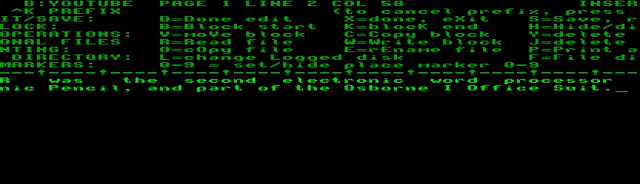 B:YOUTUBE PAGE 1 LINE 2 COL 58 INSER
^K PREFIX <to cancel prefix, press
IT/SAVE: D=Done edit X=done, eXit S=Save, r
OCK: B=block start K=block end H=Hide/di
OPERATIONS: V=moVe block C=Copy block Y=delete
ONAL FILES R=Read file W=Write block J=delete
NTING: O=cOpy file E=rEname file P=Print a
DIRECTORY: L=change Logged disk F=File di
MARKERS: 0-9 = set/hide place marker 0-9
R was the second electronic word processor
nic Pencil, and part of the Osborne I Office Suit._